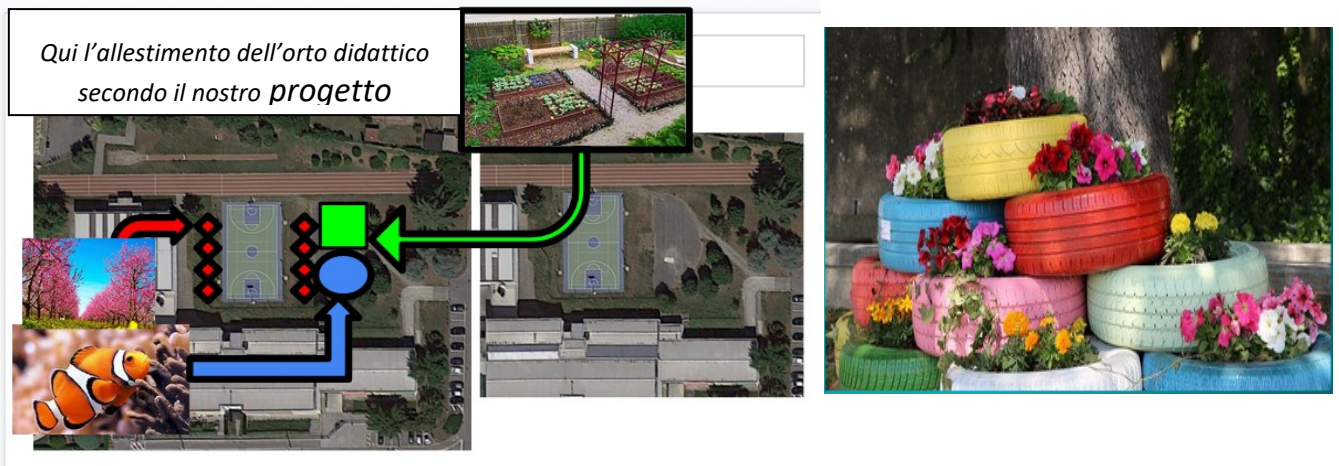 Qui l’allestimento dell’orto didattico
secondo il nostro progetto